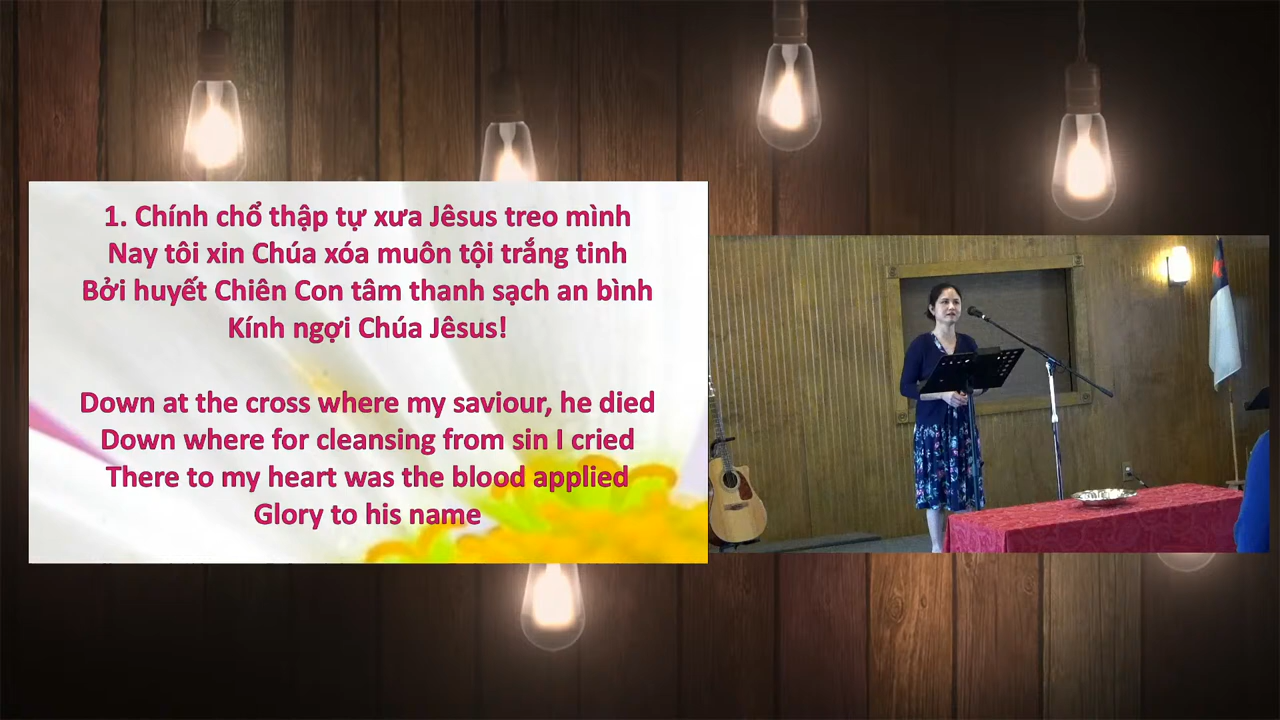 1. Chính chổ thập tự xưa Jêsus treo mình
Nay tôi xin Chúa xóa muôn tội trắng tinh
Bởi huyết Chiên Con tâm thanh sạch an bình
Kính ngợi Chúa Jêsus!
Down at the cross where my saviour, he died
Down where for cleansing from sin I cried
There to my heart was the blood applied
Glory to his name